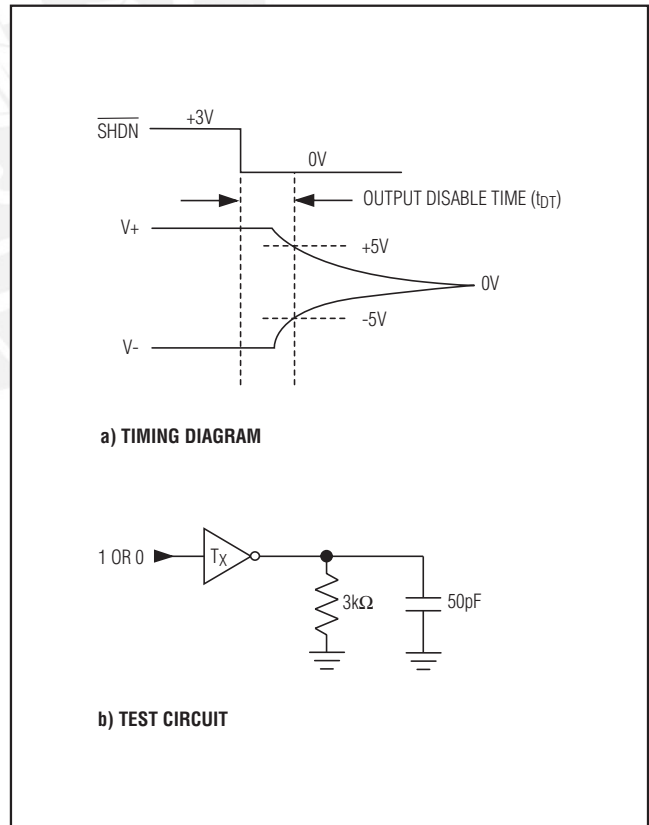 +3V
SHDN
0V
OUTPUT DISABLE TIME (tDT)
V+
+5V
0V
-5V
V-
a) TIMING DIAGRAM
1 OR 0
TX
3kΩ
50pF
b) TEST CIRCUIT